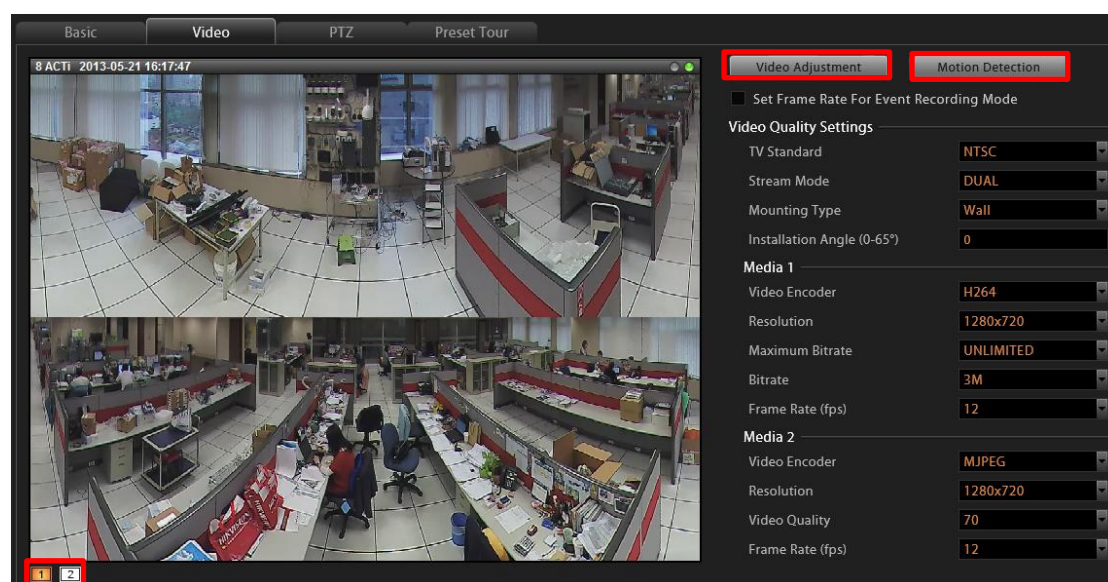 Basic Video PTZ Preset Tour
8 ACTi 2013-05-21 16:17:47
Video Adjustment Motion Detection
Set Frame Rate For Event Recording Mode
Video Quality Settings
TV Standard NTSC
Stream Mode DUAL
Mounting Type Wall
Installation Angle (0-65°) 0
Media 1
Video Encoder H264
Resolution 1280x720
Maximum Bitrate UNLIMITED
Bitrate 3M
Frame Rate (fps) 12
Media 2
Video Encoder MJPEG
Resolution 1280x720
Video Quality 70
Frame Rate (fps) 12
HIKVISION
1 2